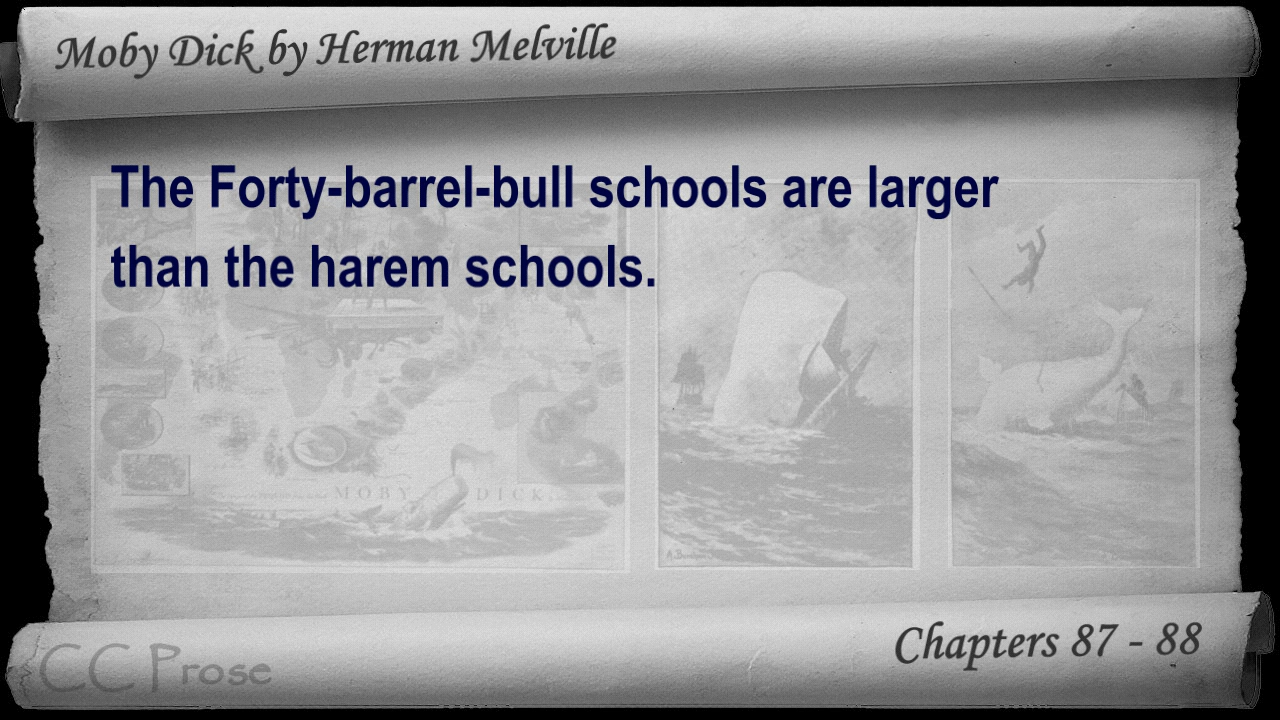 Moby Dick by Herman Melville
The Forty-barrel-bull schools are larger
than the harem schools.
MOBY DICK
Chapters 87 - 88
CC Prose